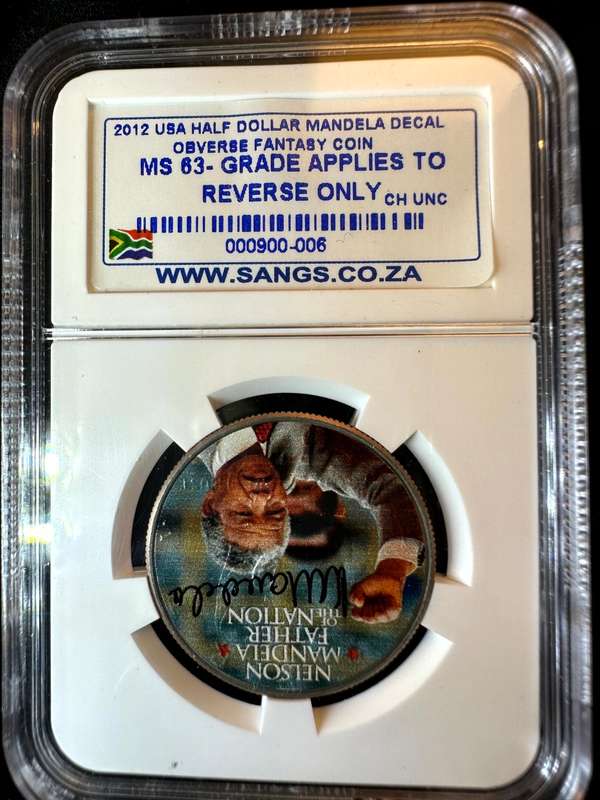 2012 USA HALF DOLLAR MANDELA DECAL
OBVERSE FANTASY COIN
MS 63- GRADE APPLIES TO
REVERSE ONLY CH UNC
000900-006
WWW.SANGS.CO.ZA
NELSON
MANDELA
FATHER
OF THE NATION
NMandela